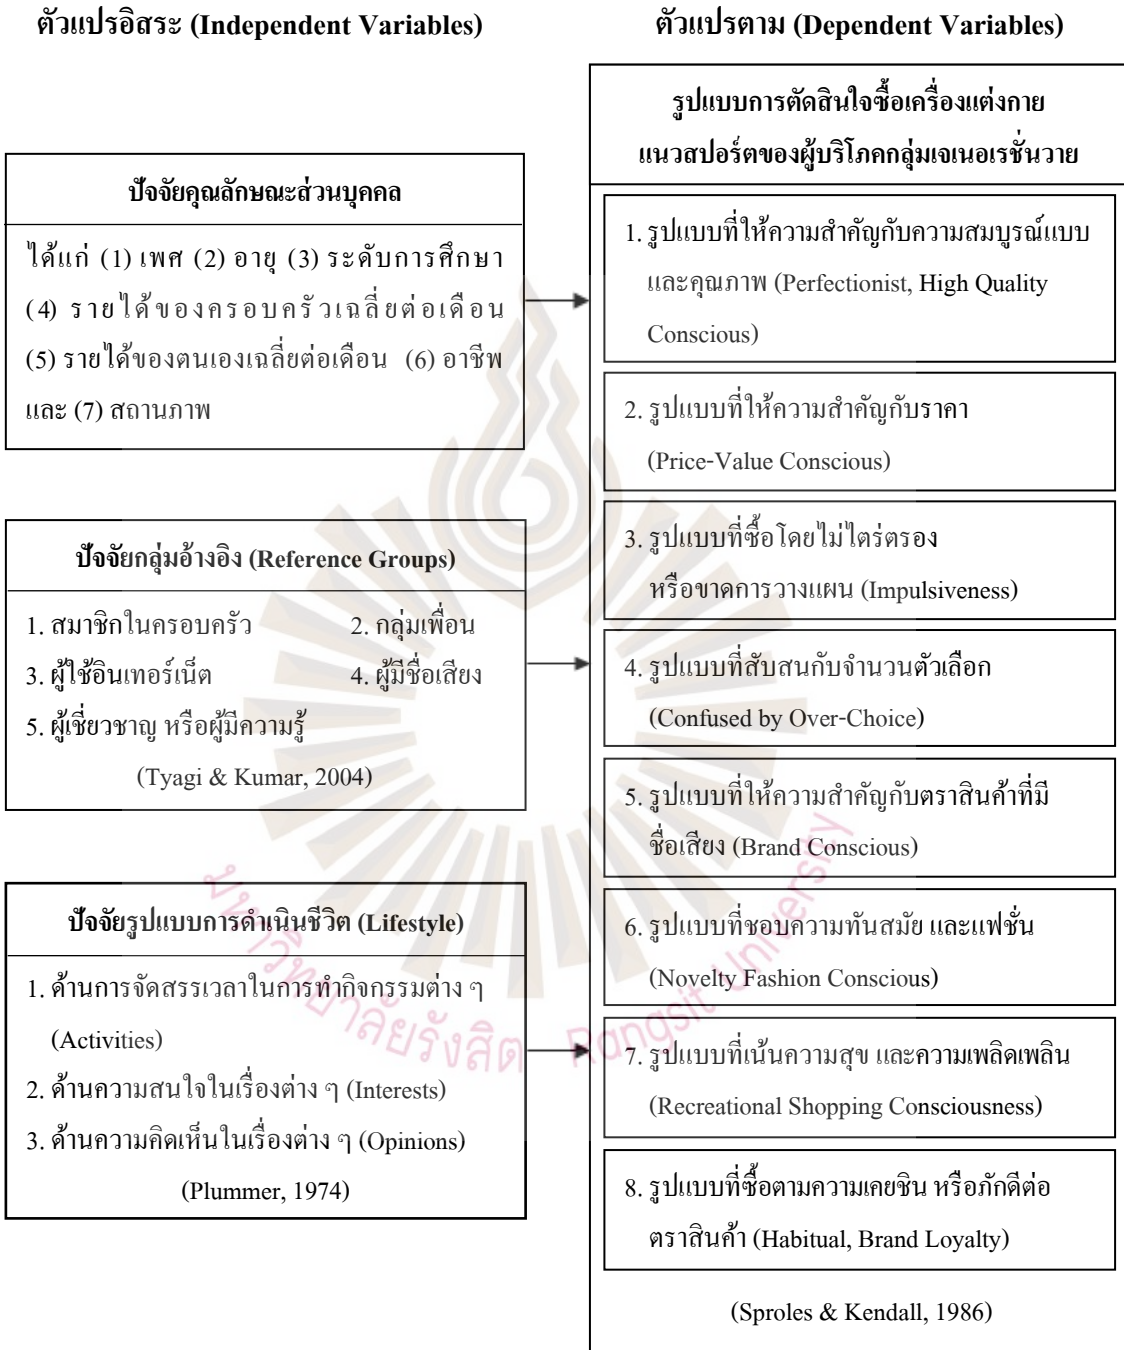 ตัวแปรอิสระ (Independent Variables)
ปัจจัยคุณลักษณะส่วนบุคคล
ได้แก่ (1) เพศ (2) อายุ (3) ระดับการศึกษา
(4) รายได้ของครอบครัวเฉลี่ยต่อเดือน
(5) รายได้ของตนเองเฉลี่ยต่อเดือน (6) อาชีพ
และ (7) สถานภาพ
ปัจจัยกลุ่มอ้างอิง (Reference Groups)
1. สมาชิกในครอบครัว 2. กลุ่มเพื่อน
3. ผู้ใช้อินเทอร์เน็ต 4. ผู้มีชื่อเสียง
5. ผู้เชี่ยวชาญ หรือผู้มีความรู้
(Tyagi & Kumar, 2004)
ปัจจัยรูปแบบการดำเนินชีวิต (Lifestyle)
1. ด้านการจัดสรรเวลาในการทำกิจกรรมต่าง ๆ
(Activities)
2. ด้านความสนใจในเรื่องต่าง ๆ (Interests)
3. ด้านความคิดเห็นในเรื่องต่าง ๆ (Opinions)
(Plummer, 1974)
ตัวแปรตาม (Dependent Variables)
รูปแบบการตัดสินใจซื้อเครื่องแต่งกาย
แนวสปอร์ตของผู้บริโภคกลุ่มเจเนอเรชั่นวาย
1. รูปแบบที่ให้ความสำคัญกับความสมบูรณ์แบบ
และคุณภาพ (Perfectionist, High Quality
Conscious)
2. รูปแบบที่ให้ความสำคัญกับราคา
(Price-Value Conscious)
3. รูปแบบที่ซื้อโดยไม่ไตร่ตรอง
หรือขาดการวางแผน (Impulsiveness)
4. รูปแบบที่สับสนกับจำนวนตัวเลือก
(Confused by Over-Choice)
5. รูปแบบที่ให้ความสำคัญกับตราสินค้าที่มี
ชื่อเสียง (Brand Conscious)
6. รูปแบบที่ชอบความทันสมัย และแฟชั่น
(Novelty Fashion Conscious)
7. รูปแบบที่เน้นความสุข และความเพลิดเพลิน
(Recreational Shopping Consciousness)
8. รูปแบบที่ซื้อตามความเคยชิน หรือภักดีต่อ
ตราสินค้า (Habitual, Brand Loyalty)
(Sproles & Kendall, 1986)
มหาวิทยาลัยรังสิต Rangsit University